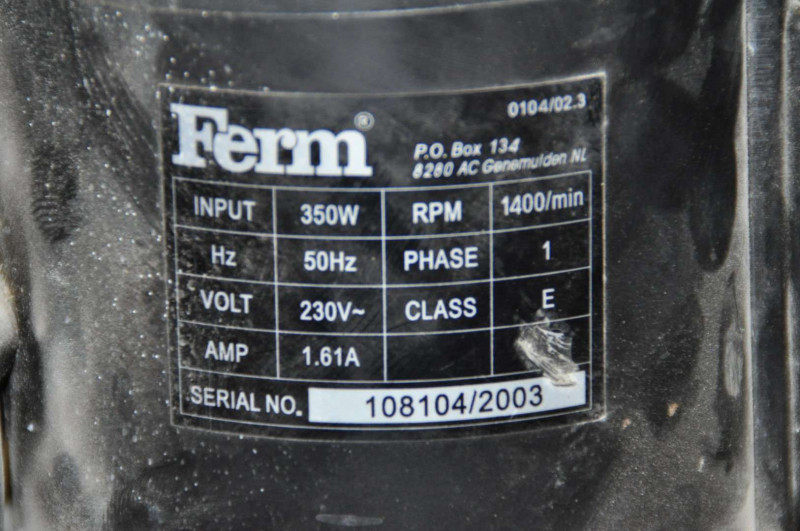 Ferm®
0104/02.3
P.O. Box 134
8280 AC Genemuiden NL
INPUT 350W RPM 1400/min
Hz 50Hz PHASE 1
VOLT 230V~ CLASS E
AMP 1.61A
SERIAL NO. 108104/2003